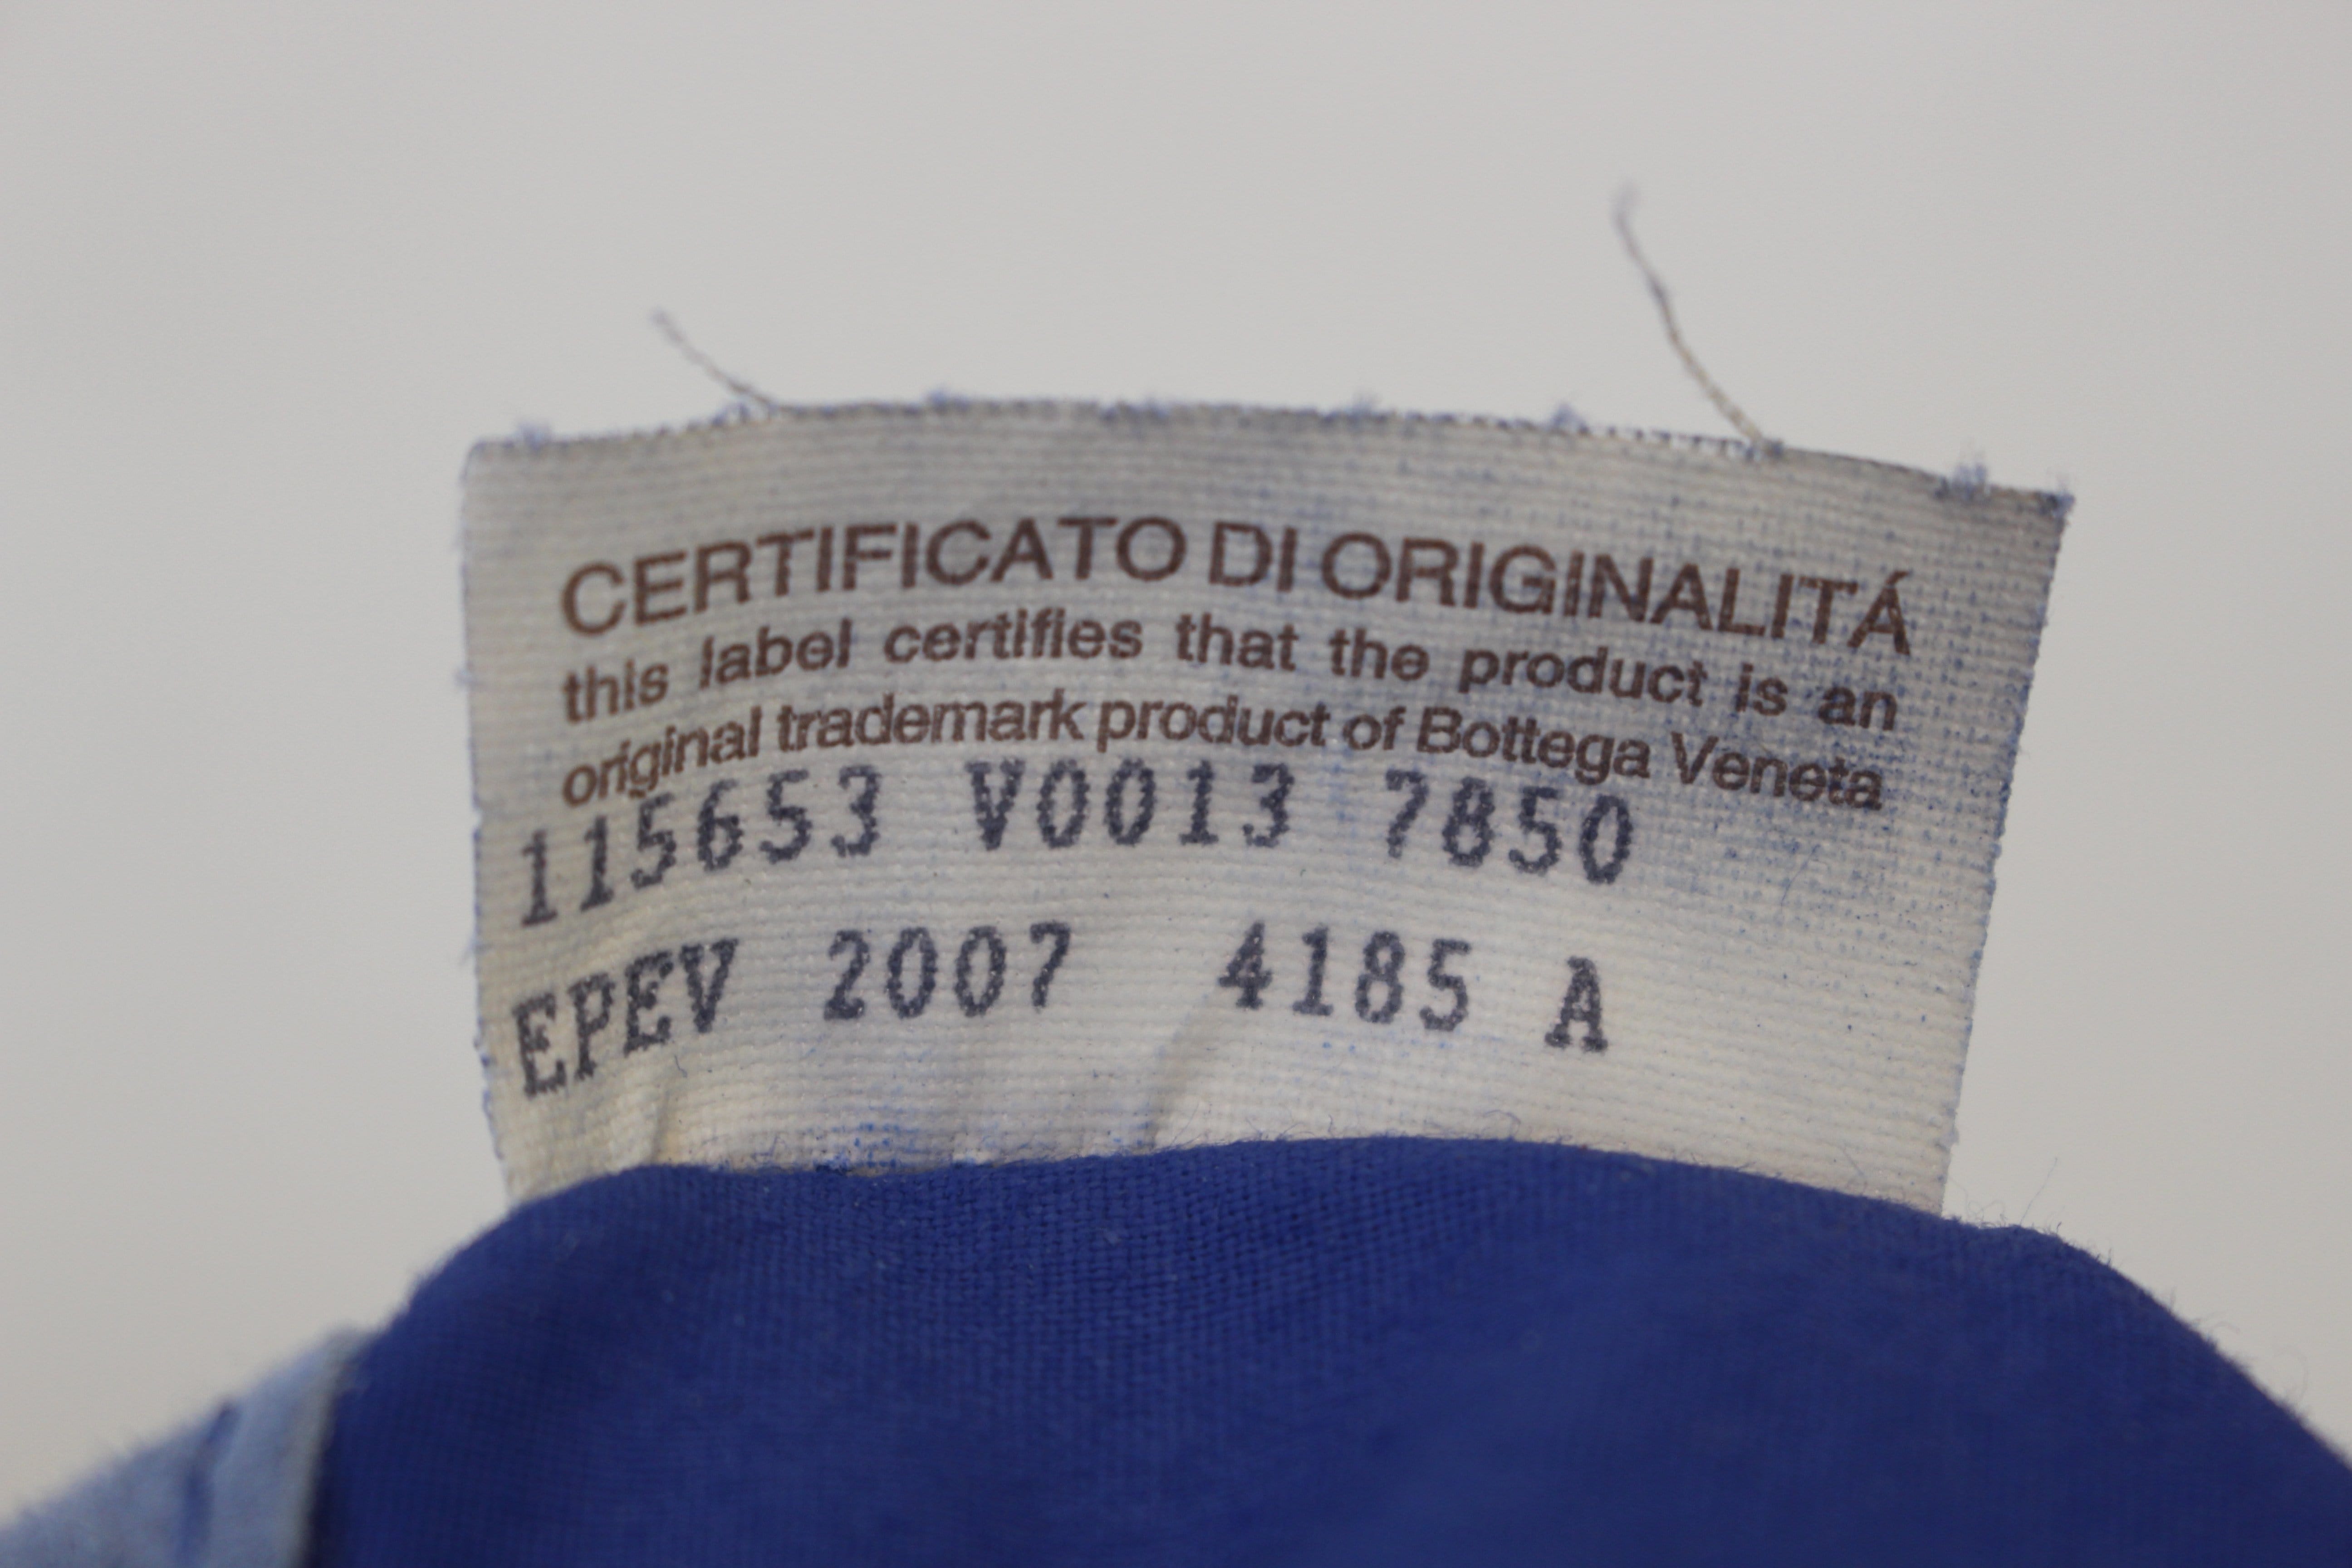 CERTIFICATO DI ORIGINALITÁ
this label certifies that the product is an
original trademark product of Bottega Veneta
115653 V0013 7850
EPEV 2007 4185 A